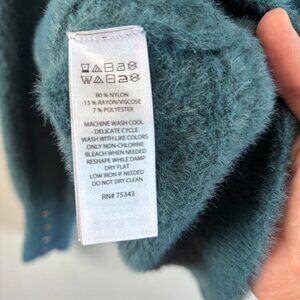 80 % NYLON
13 % RAYON/VISCOSE
7 % POLYESTER
MACHINE WASH COOL
- DELICATE CYCLE
WASH WITH LIKE COLORS
ONLY NON-CHLORINE
BLEACH WHEN NEEDED
RESHAPE WHILE DAMP
DRY FLAT
LOW IRON IF NEEDED
DO NOT DRY CLEAN
RN# 75343